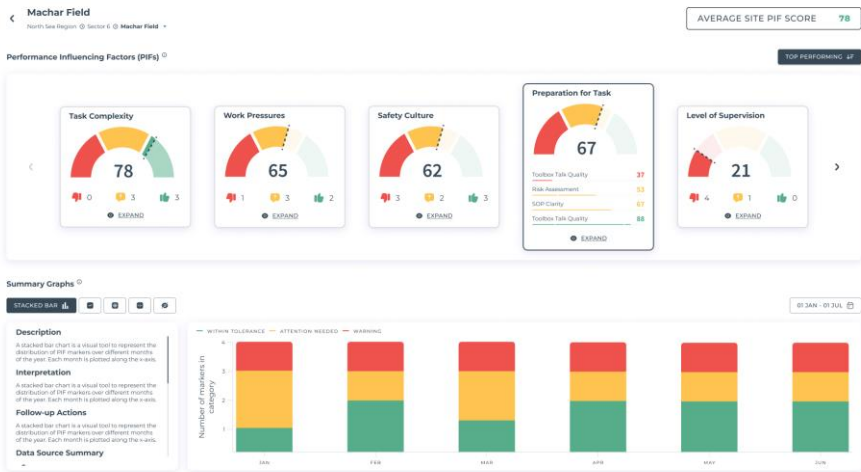 Machar Field
North Sea Region Sector 6 Machar Field
AVERAGE SITE PIF SCORE 78
Performance Influencing Factors (PIFs)
TOP PERFORMING
Task Complexity
78
0 3 3
EXPAND
Work Pressures
65
1 3 2
EXPAND
Safety Culture
62
3 2 3
EXPAND
Preparation for Task
67
Toolbox Talk Quality 37
Risk Assessment 53
SOP Clarity 67
Toolbox Talk Quality 88
EXPAND
Level of Supervision
21
4 1 0
EXPAND
Summary Graphs
STACKED BAR
01 JAN - 01 JUL
Description
A stacked bar chart is a visual tool to represent the
distribution of PIF markers over different months
of the year. Each month is plotted along the x-axis.
Interpretation
A stacked bar chart is a visual tool to represent the
distribution of PIF markers over different months
of the year. Each month is plotted along the x-axis.
Follow-up Actions
A stacked bar chart is a visual tool to represent the
distribution of PIF markers over different months
of the year. Each month is plotted along the x-axis.
Data Source Summary
WITHIN TOLERANCE ATTENTION NEEDED WARNING
Number of markers in
category
4
3
2
1
JAN FEB MAR APR MAY JUN